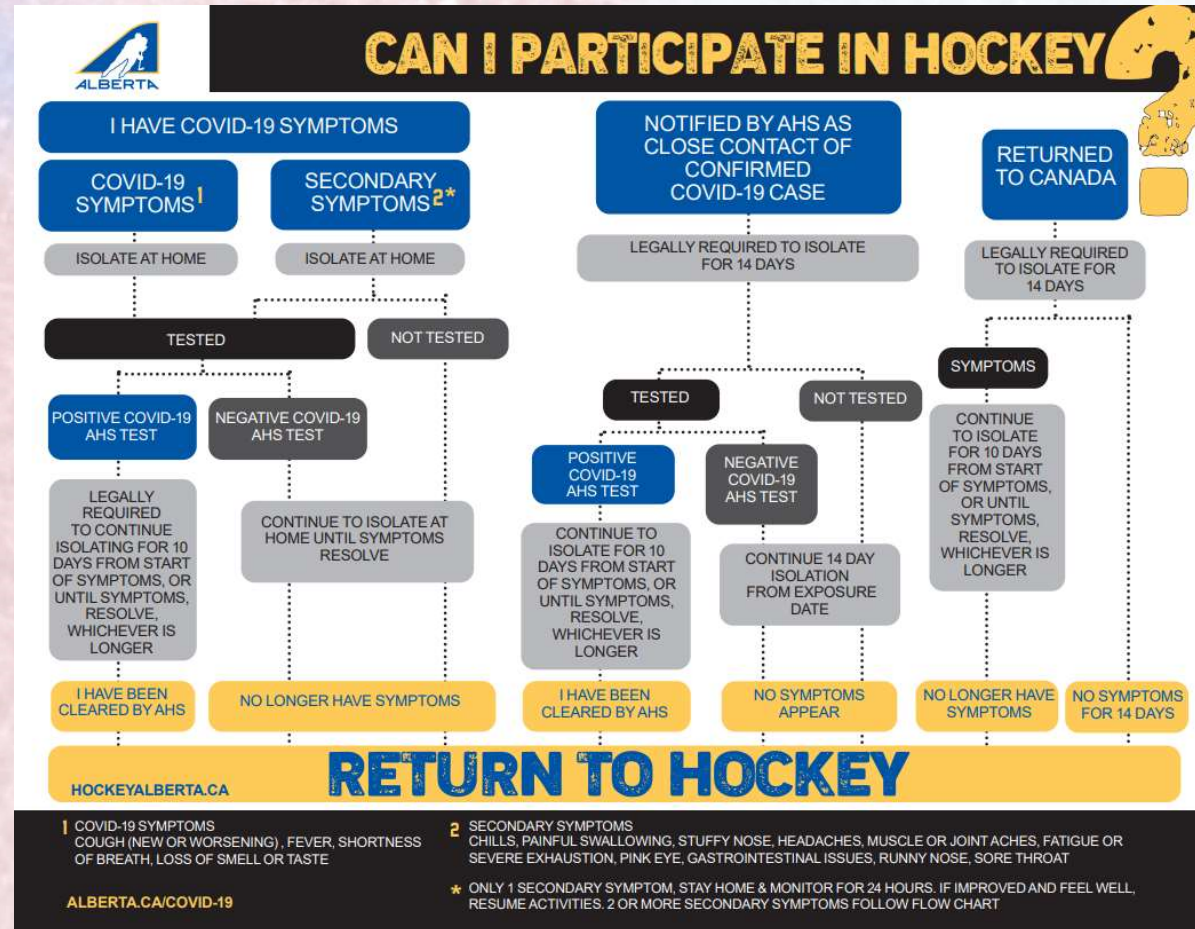 ALBERTA
CAN I PARTICIPATE IN HOCKEY?
I HAVE COVID-19 SYMPTOMS
COVID-19
SYMPTOMS 1
SECONDARY
SYMPTOMS 2*
ISOLATE AT HOME
ISOLATE AT HOME
TESTED
NOT TESTED
POSITIVE COVID-19
AHS TEST
NEGATIVE COVID-19
AHS TEST
LEGALLY
REQUIRED
TO CONTINUE
ISOLATING FOR 10
DAYS FROM START
OF SYMPTOMS, OR
UNTIL SYMPTOMS,
RESOLVE,
WHICHEVER IS
LONGER
CONTINUE TO ISOLATE AT
HOME UNTIL SYMPTOMS
RESOLVE
I HAVE BEEN
CLEARED BY AHS
NO LONGER HAVE SYMPTOMS
NOTIFIED BY AHS AS
CLOSE CONTACT OF
CONFIRMED
COVID-19 CASE
LEGALLY REQUIRED TO ISOLATE
FOR 14 DAYS
TESTED
NOT TESTED
POSITIVE
COVID-19
AHS TEST
NEGATIVE
COVID-19
AHS TEST
CONTINUE TO
ISOLATE FOR 10
DAYS FROM START
OF SYMPTOMS, OR
UNTIL SYMPTOMS,
RESOLVE,
WHICHEVER IS
LONGER
CONTINUE 14 DAY
ISOLATION
FROM EXPOSURE
DATE
I HAVE BEEN
CLEARED BY AHS
NO SYMPTOMS
APPEAR
RETURNED
TO CANADA
LEGALLY REQUIRED
TO ISOLATE FOR
14 DAYS
SYMPTOMS
CONTINUE
TO ISOLATE
FOR 10 DAYS
FROM START
OF SYMPTOMS,
OR UNTIL
SYMPTOMS,
RESOLVE,
WHICHEVER IS
LONGER
NO LONGER HAVE
SYMPTOMS
NO SYMPTOMS
FOR 14 DAYS
HOCKEYALBERTA.CA
RETURN TO HOCKEY
1 COVID-19 SYMPTOMS
COUGH (NEW OR WORSENING) , FEVER, SHORTNESS
OF BREATH, LOSS OF SMELL OR TASTE
ALBERTA.CA/COVID-19
2 SECONDARY SYMPTOMS
CHILLS, PAINFUL SWALLOWING, STUFFY NOSE, HEADACHES, MUSCLE OR JOINT ACHES, FATIGUE OR
SEVERE EXHAUSTION, PINK EYE, GASTROINTESTINAL ISSUES, RUNNY NOSE, SORE THROAT
* ONLY 1 SECONDARY SYMPTOM, STAY HOME & MONITOR FOR 24 HOURS. IF IMPROVED AND FEEL WELL,
RESUME ACTIVITIES. 2 OR MORE SECONDARY SYMPTOMS FOLLOW FLOW CHART